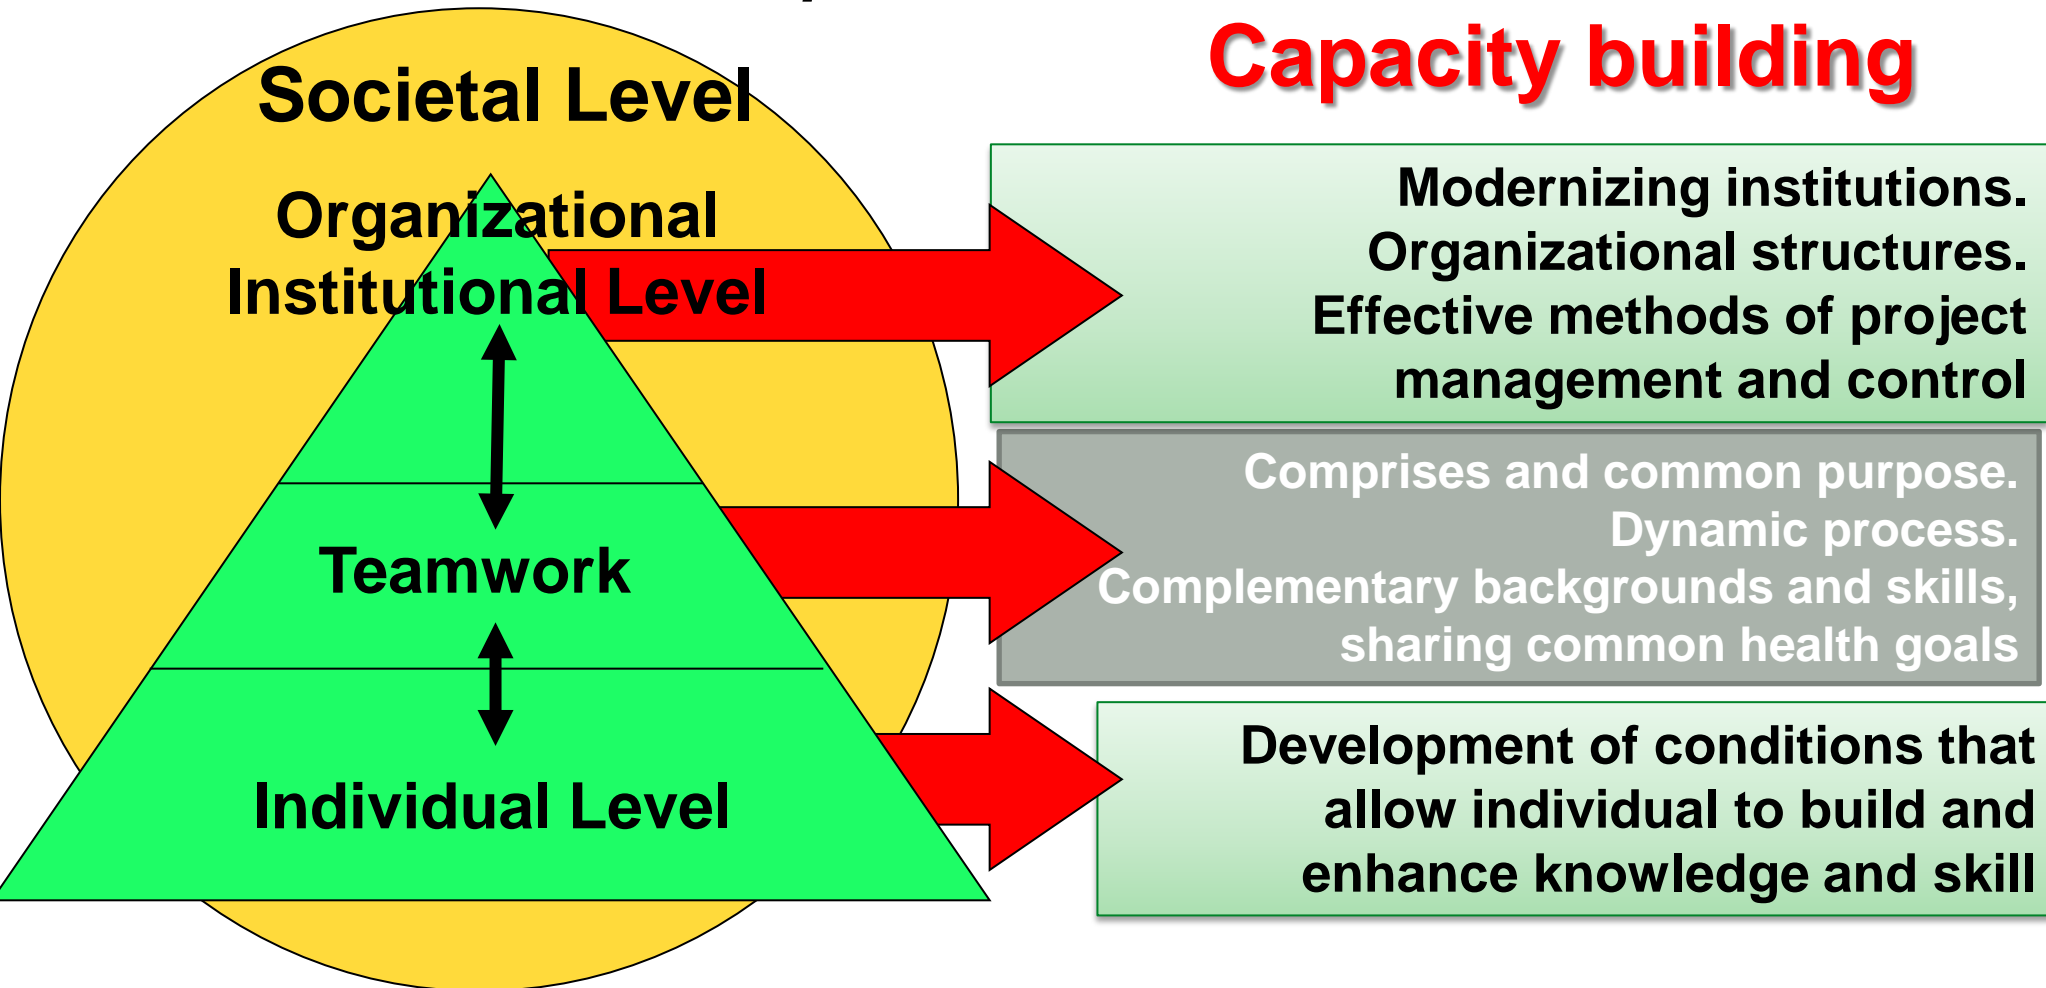 Capacity building
Societal Level
Organizational
Institutional Level
Teamwork
Individual Level
Modernizing institutions.
Organizational structures.
Effective methods of project
management and control
Comprises and common purpose.
Dynamic process.
Complementary backgrounds and skills,
sharing common health goals
Development of conditions that
allow individual to build and
enhance knowledge and skill